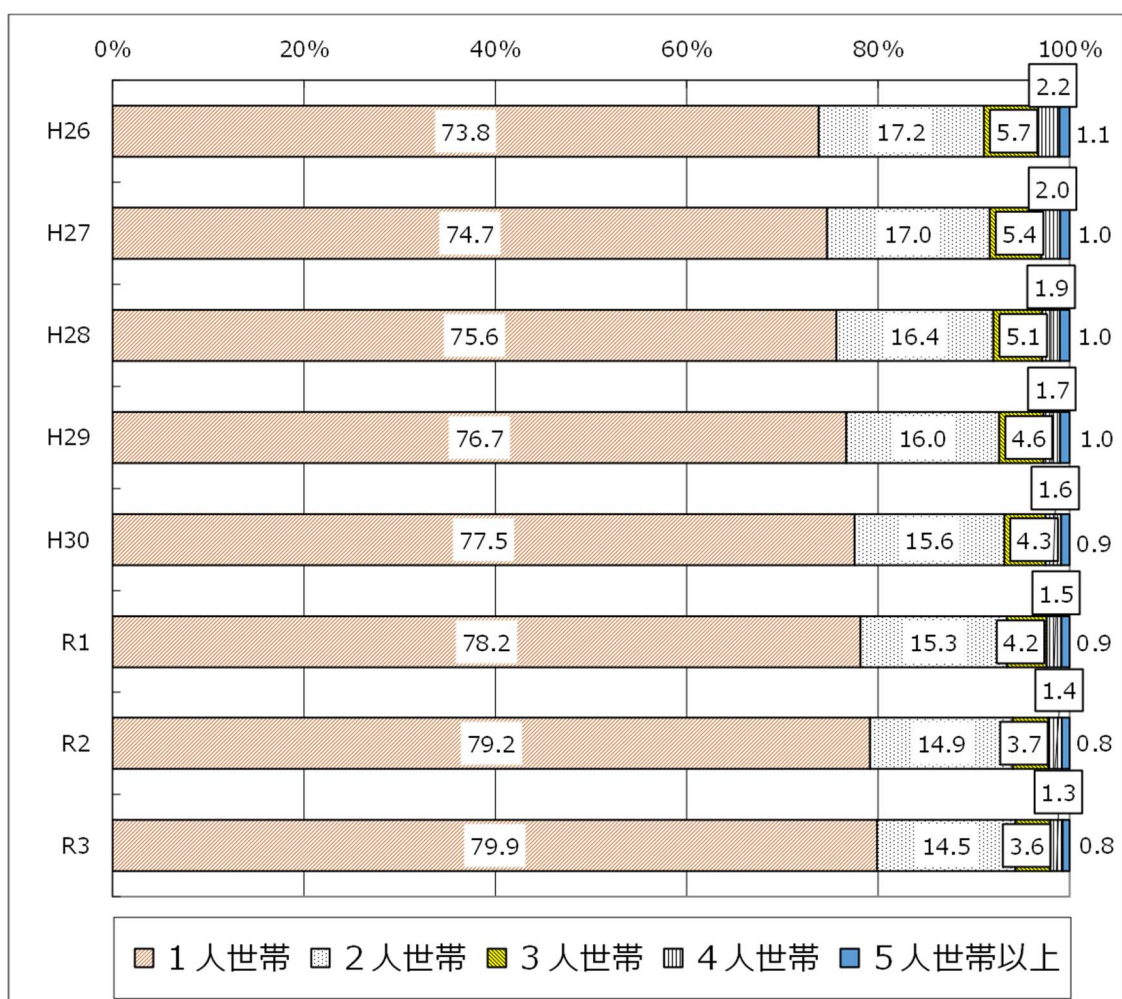 0% 20% 40% 60% 80% 100%
2.2
H26 73.8 17.2 5.7 1.1
2.0
H27 74.7 17.0 5.4 1.0
1.9
H28 75.6 16.4 5.1 1.0
1.7
H29 76.7 16.0 4.6 1.0
1.6
H30 77.5 15.6 4.3 0.9
1.5
R1 78.2 15.3 4.2 0.9
1.4
R2 79.2 14.9 3.7 0.8
1.3
R3 79.9 14.5 3.6 0.8
１人世帯 ２人世帯 ３人世帯 ４人世帯 ５人世帯以上